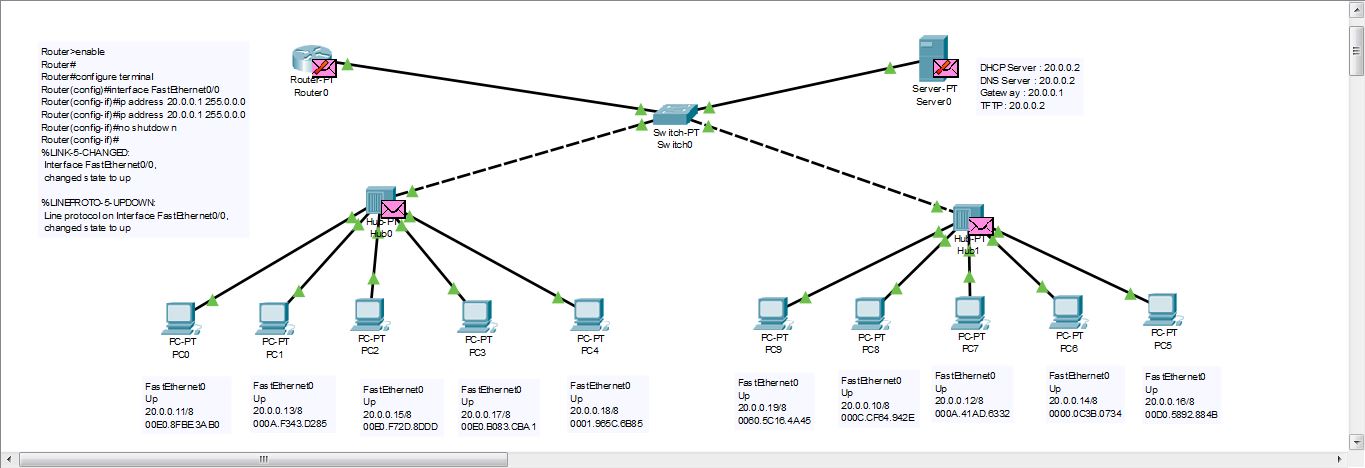 Router>enable
Router#
Router#configure terminal
Router(config)#interface FastEthernet0/0
Router(config-if)#ip address 20.0.0.1 255.0.0.0
Router(config-if)#ip address 20.0.0.1 255.0.0.0
Router(config-if)#no shutdown
Router(config-if)#
%LINK-5-CHANGED:
Interface FastEthernet0/0,
changed state to up
%LINEPROTO-5-UPDOWN:
Line protocol on Interface FastEthernet0/0,
changed state to up
Router-PT
Router0
Server-PT
Server0
DHCP Server : 20.0.0.2
DNS Server : 20.0.0.2
Gateway : 20.0.0.1
TFTP : 20.0.0.2
Switch-PT
Switch0
Hub-PT
Hub0
Hub-PT
Hub1
PC-PT
PC0
PC-PT
PC1
PC-PT
PC2
PC-PT
PC3
PC-PT
PC4
PC-PT
PC9
PC-PT
PC8
PC-PT
PC7
PC-PT
PC6
PC-PT
PC5
FastEthernet0
Up
20.0.0.11/8
00E0.8FBE.3AB0
FastEthernet0
Up
20.0.0.13/8
000A.F343.D285
FastEthernet0
Up
20.0.0.15/8
00E0.F72D.8DDD
FastEthernet0
Up
20.0.0.17/8
00E0.B083.CBA1
FastEthernet0
Up
20.0.0.18/8
0001.965C.6B85
FastEthernet0
Up
20.0.0.19/8
0060.5C16.4A45
FastEthernet0
Up
20.0.0.10/8
000C.CF64.942E
FastEthernet0
Up
20.0.0.12/8
000A.41AD.6332
FastEthernet0
Up
20.0.0.14/8
0000.0C3B.0734
FastEthernet0
Up
20.0.0.16/8
00D0.5892.884B